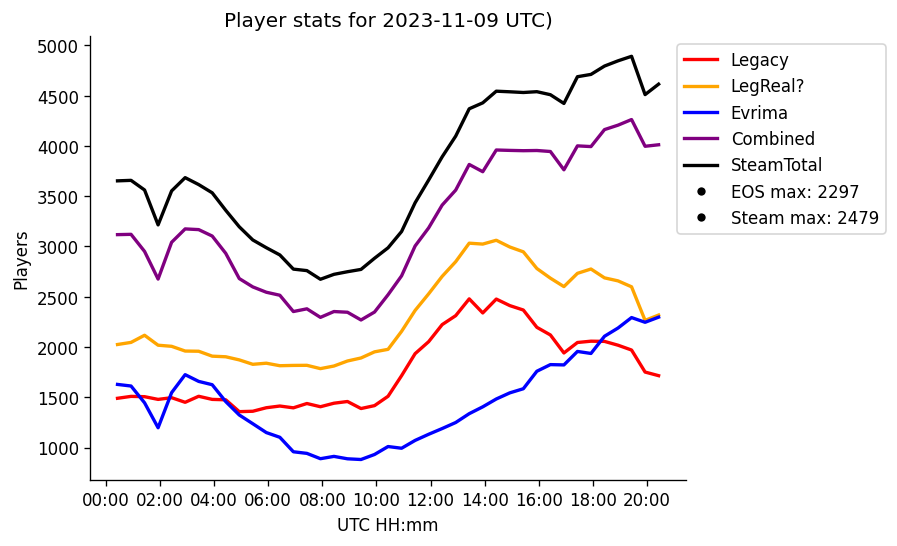 Player stats for 2023-11-09 UTC)
5000
4500
4000
3500
3000
2500
2000
1500
1000
Players
00:00 02:00 04:00 06:00 08:00 10:00 12:00 14:00 16:00 18:00 20:00
UTC HH:mm
Legacy
LegReal?
Evrima
Combined
SteamTotal
EOS max: 2297
Steam max: 2479